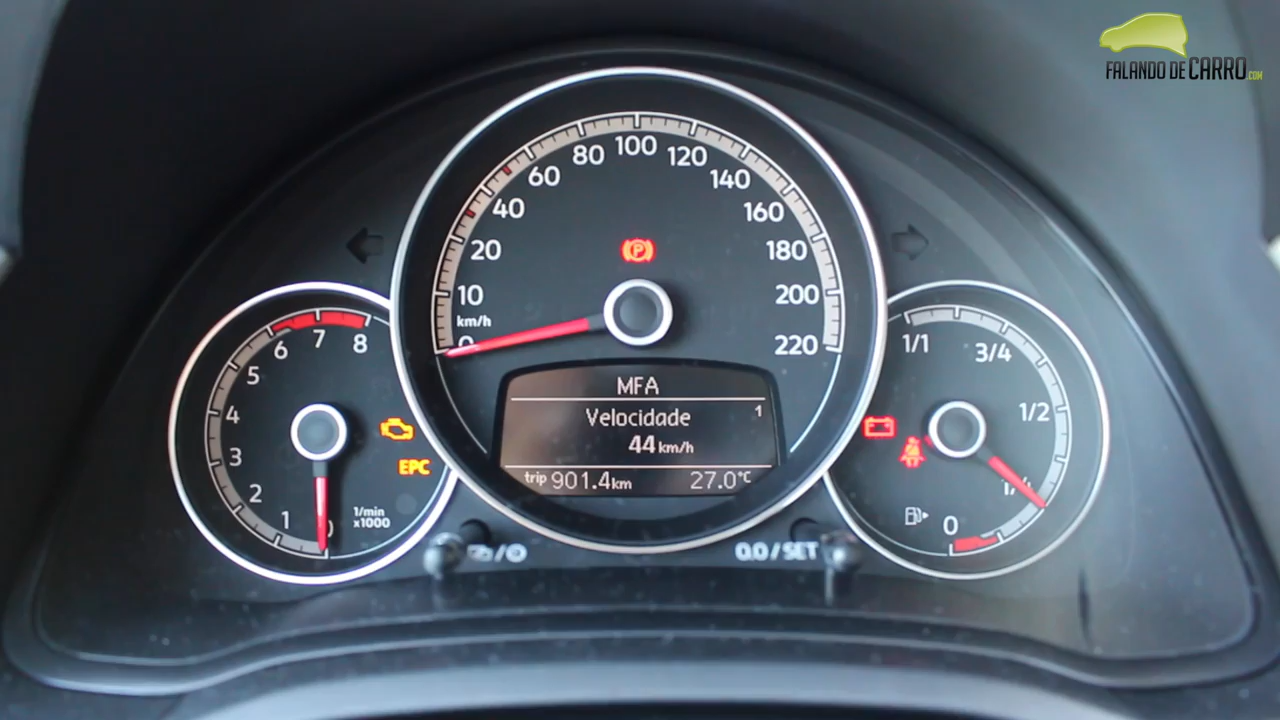 FALANDO DE CARRO.COM
0
10
20
40
60
80
100
120
140
160
180
200
220
km/h
P
MFA
Velocidade 1
44 km/h
trip 901.4 km 27.0°C
0
1
2
3
4
5
6
7
8
1/min
x1000
EPC
1/1
3/4
1/2
1/4
0
0.0/SET